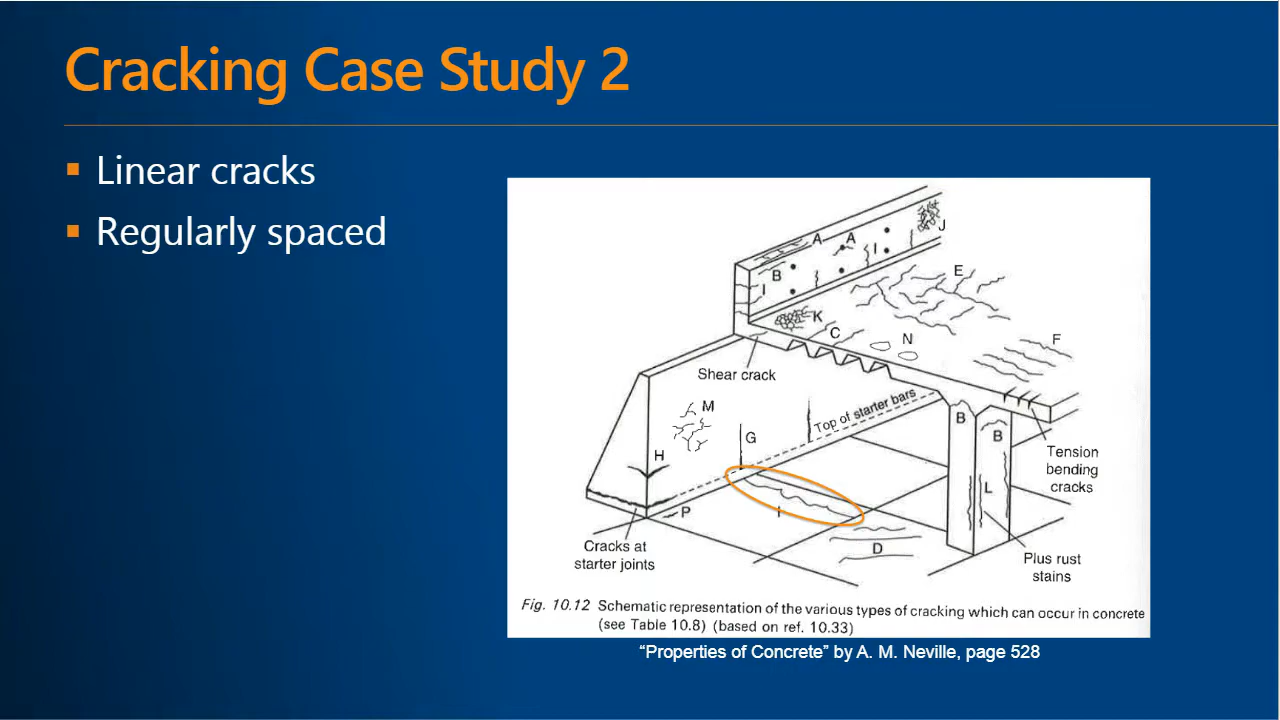 Cracking Case Study 2
▪ Linear cracks
▪ Regularly spaced
A
A
J
B
I
I
E
K
C
N
F
Shear crack
M
Top of starter bars
B
B
G
Tension
bending
cracks
H
L
I
P
D
Cracks at
starter joints
Plus rust
stains
Fig. 10.12 Schematic representation of the various types of cracking which can occur in concrete
(see Table 10.8) (based on ref. 10.33)
“Properties of Concrete” by A. M. Neville, page 528